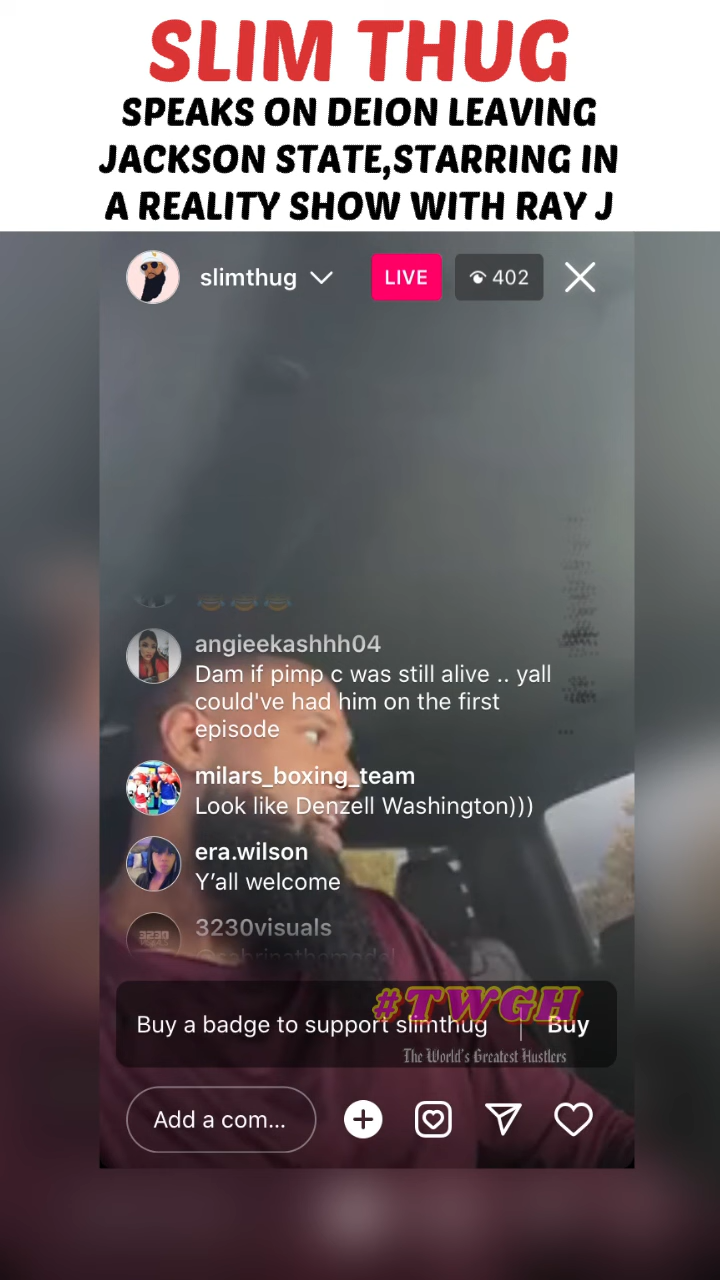 SLIM THUG
SPEAKS ON DEION LEAVING
JACKSON STATE,STARRING IN
A REALITY SHOW WITH RAY J
slimthug
LIVE
402
angieekashhh04
Dam if pimp c was still alive .. yall
could've had him on the first
episode
milars_boxing_team
Look like Denzell Washington)))
era.wilson
Y’all welcome
3230visuals
@sabrinathemodel
#TWGH
Buy a badge to support slimthug | Buy
The World's Greatest Hustlers
Add a com...